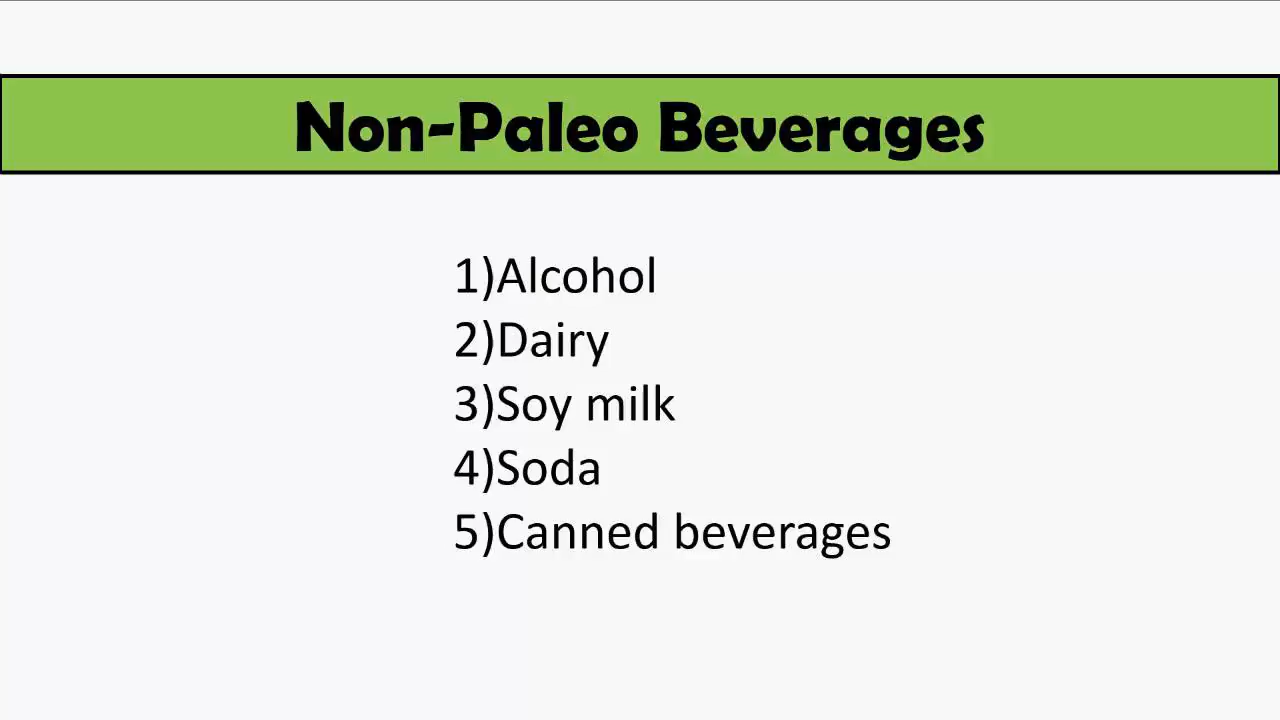 Non-Paleo Beverages
1)Alcohol
2)Dairy
3)Soy milk
4)Soda
5)Canned beverages